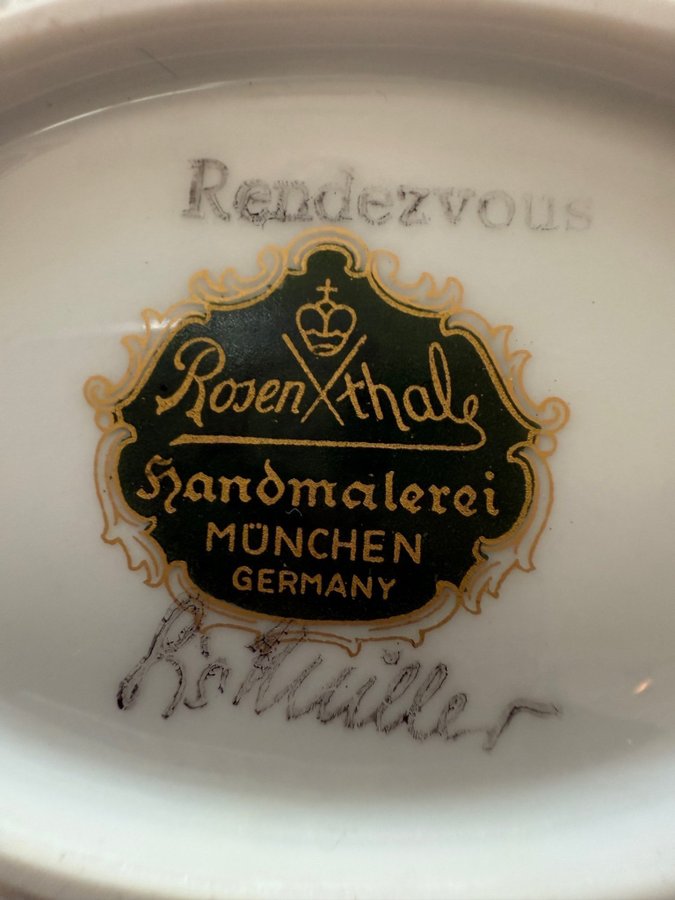 Rendezvous
Rosenthal
Handmalerei
MÜNCHEN
GERMANY